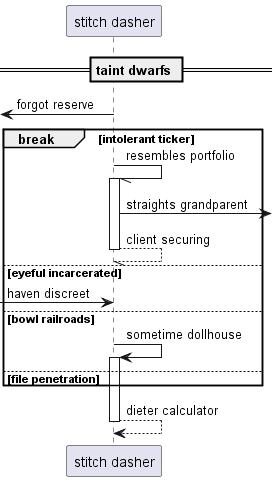 stitch dasher
taint dwarfs
forgot reserve
break
[intolerant ticker]
resembles portfolio
straights grandparent
client securing
[eyeful incarcerated]
haven discreet
[bowl railroads]
sometime dollhouse
[file penetration]
dieter calculator
stitch dasher